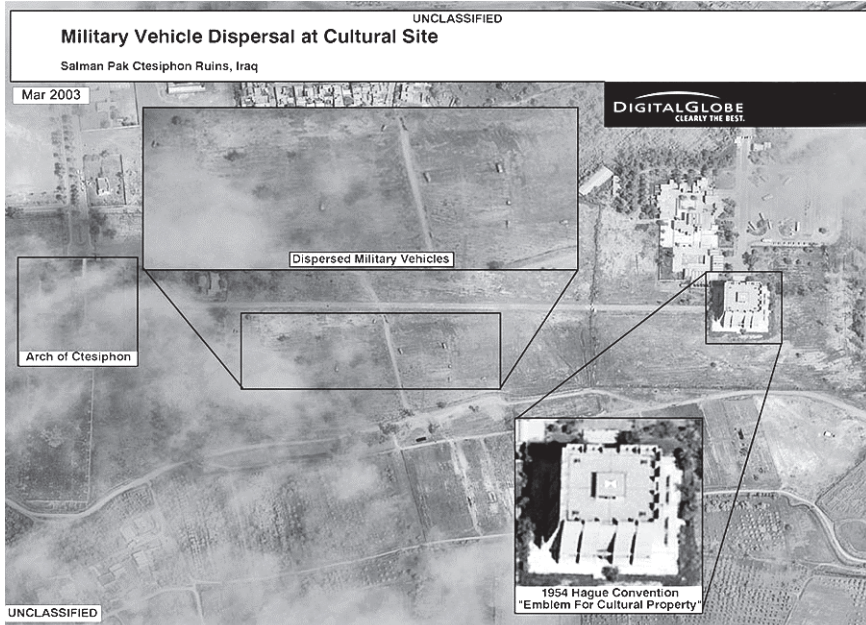 UNCLASSIFIED
Military Vehicle Dispersal at Cultural Site
Salman Pak Ctesiphon Ruins, Iraq
Mar 2003
DIGITALGLOBE
CLEARLY THE BEST.
Dispersed Military Vehicles
Arch of Ctesiphon
1954 Hague Convention
"Emblem For Cultural Property"
UNCLASSIFIED